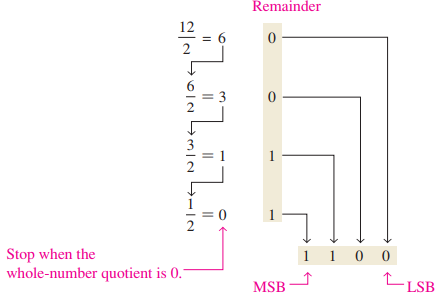 Remainder
12/2 = 6 0
6/2 = 3 0
3/2 = 1 1
1/2 = 0 1
Stop when the
whole-number quotient is 0.
1 1 0 0
MSB LSB